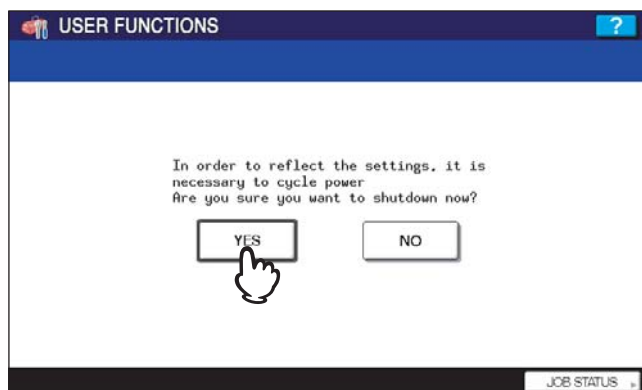 USER FUNCTIONS
?
In order to reflect the settings, it is
necessary to cycle power
Are you sure you want to shutdown now?
YES
NO
JOB STATUS